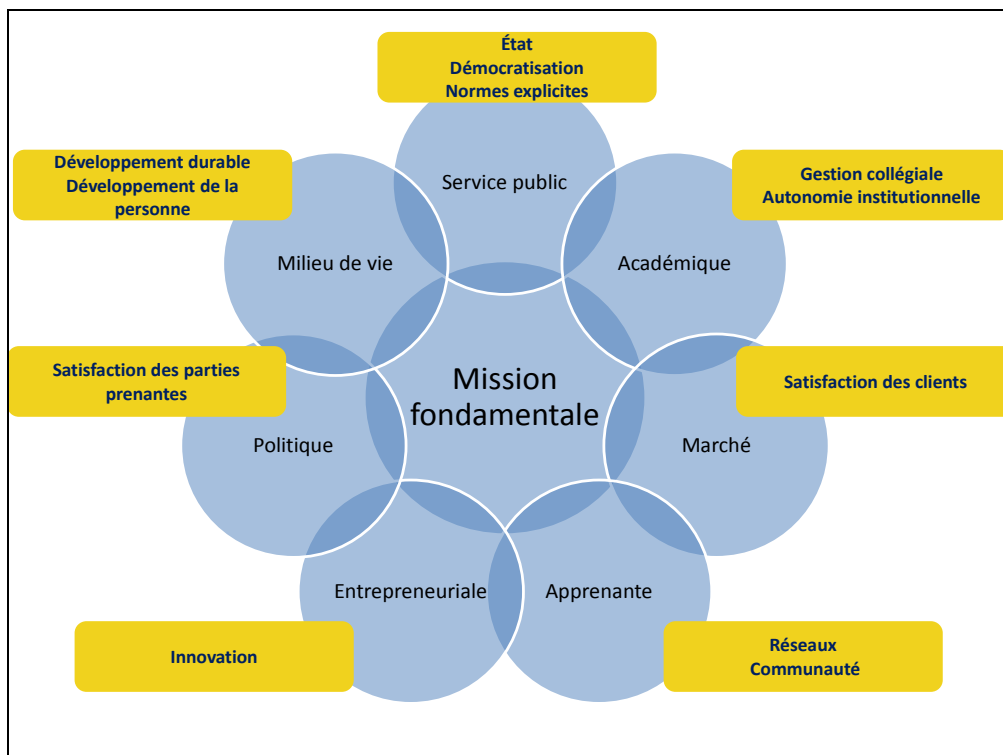 État
Démocratisation
Normes explicites
Développement durable
Développement de la
personne
Service public
Gestion collégiale
Autonomie institutionnelle
Milieu de vie
Académique
Satisfaction des parties
prenantes
Mission
fondamentale
Satisfaction des clients
Politique
Marché
Entrepreneuriale
Apprenante
Innovation
Réseaux
Communauté